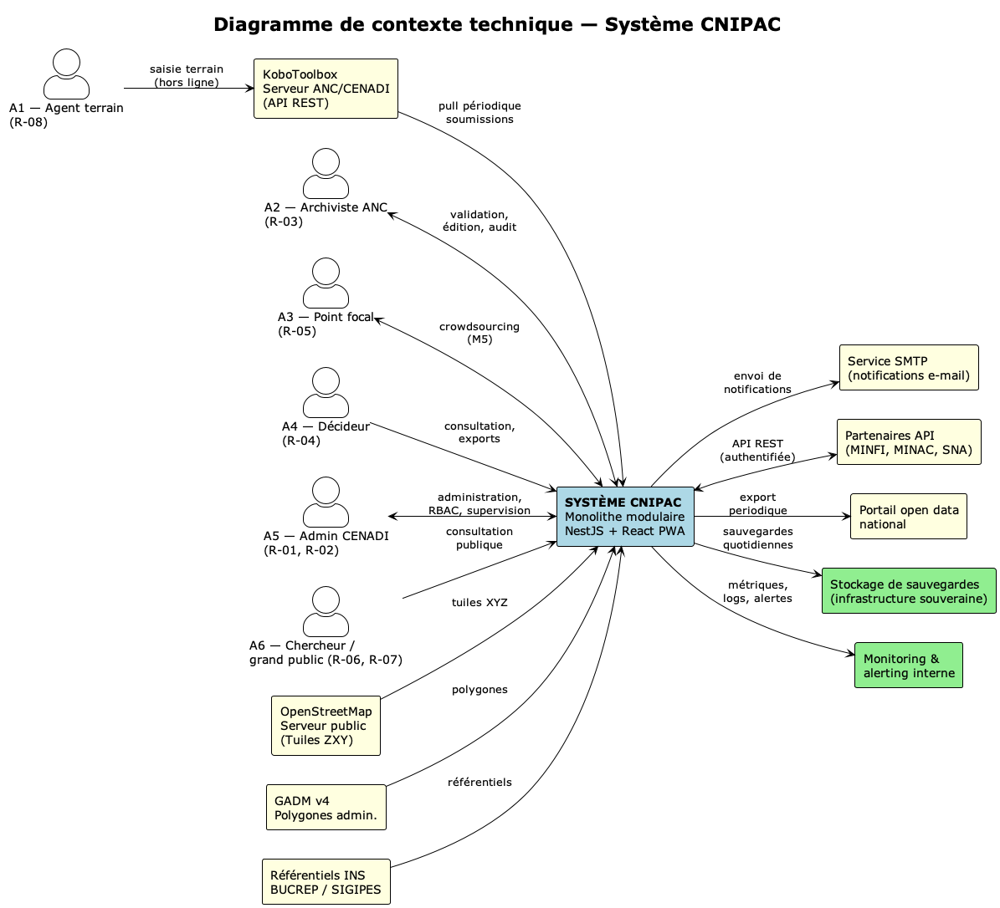 Diagramme de contexte technique — Système CNIPAC
A1 — Agent terrain
(R-08)
saisie terrain
(hors ligne)
KoboToolbox
Serveur ANC/CENADI
(API REST)
pull périodique
soumissions
A2 — Archiviste ANC
(R-03)
validation,
édition, audit
A3 — Point focal
(R-05)
crowdsourcing
(M5)
A4 — Décideur
(R-04)
consultation,
exports
A5 — Admin CENADI
(R-01, R-02)
administration,
RBAC, supervision
A6 — Chercheur /
grand public (R-06, R-07)
consultation
publique
OpenStreetMap
Serveur public
(Tuiles ZXY)
tuiles XYZ
GADM v4
Polygones admin.
polygones
Référentiels INS
BUCREP / SIGIPES
référentiels
SYSTÈME CNIPAC
Monolithe modulaire
NestJS + React PWA
envoi de
notifications
Service SMTP
(notifications e-mail)
API REST
(authentifiée)
Partenaires API
(MINFI, MINAC, SNA)
export
periodique
Portail open data
national
sauvegardes
quotidiennes
Stockage de sauvegardes
(infrastructure souveraine)
métriques,
logs, alertes
Monitoring &
alerting interne